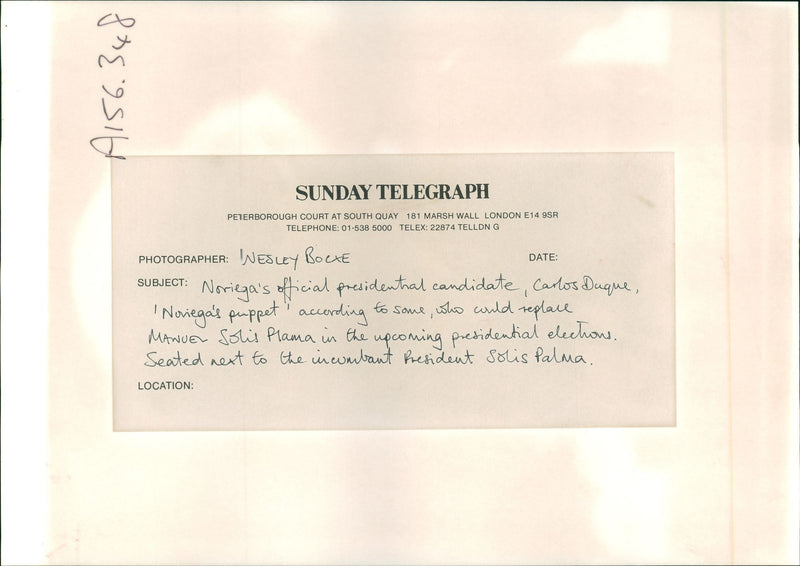 A156.348
SUNDAY TELEGRAPH
PETERBOROUGH COURT AT SOUTH QUAY 181 MARSH WALL LONDON E14 9SR
TELEPHONE: 01-538 5000 TELEX: 22874 TELLDN G
PHOTOGRAPHER: WESLEY BOCXE DATE:
SUBJECT: Noriega's official presidential candidate, Carlos Duque,
'Noriega's puppet' according to some, who could replace
MANUEL Solis Plama in the upcoming presidential elections.
Seated next to the incumbant President Solis Palma.
LOCATION: